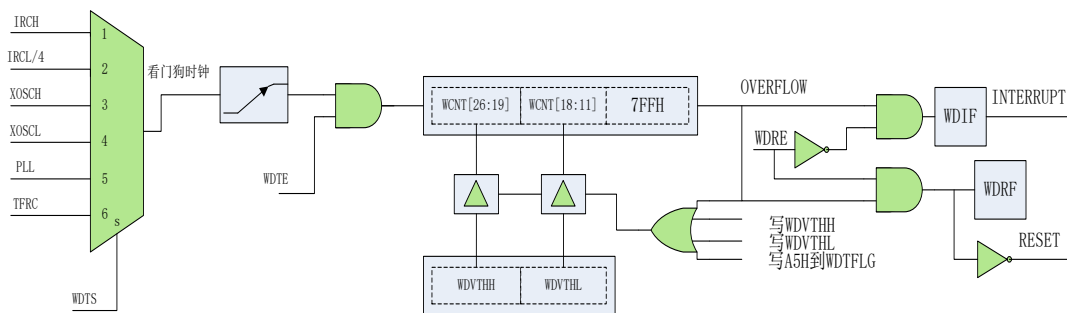 IRCH
1
IRCL/4
2
看门狗时钟
XOSCH
3
XOSCL
4
PLL
5
TFRC
6
s
WDTS
WDTE
WCNT[26:19]
WCNT[18:11]
7FFH
OVERFLOW
WDRE
WDIF
INTERRUPT
WDRF
RESET
写WDVTHH
写WDVTHL
写A5H到WDTFLG
WDVTHH
WDVTHL